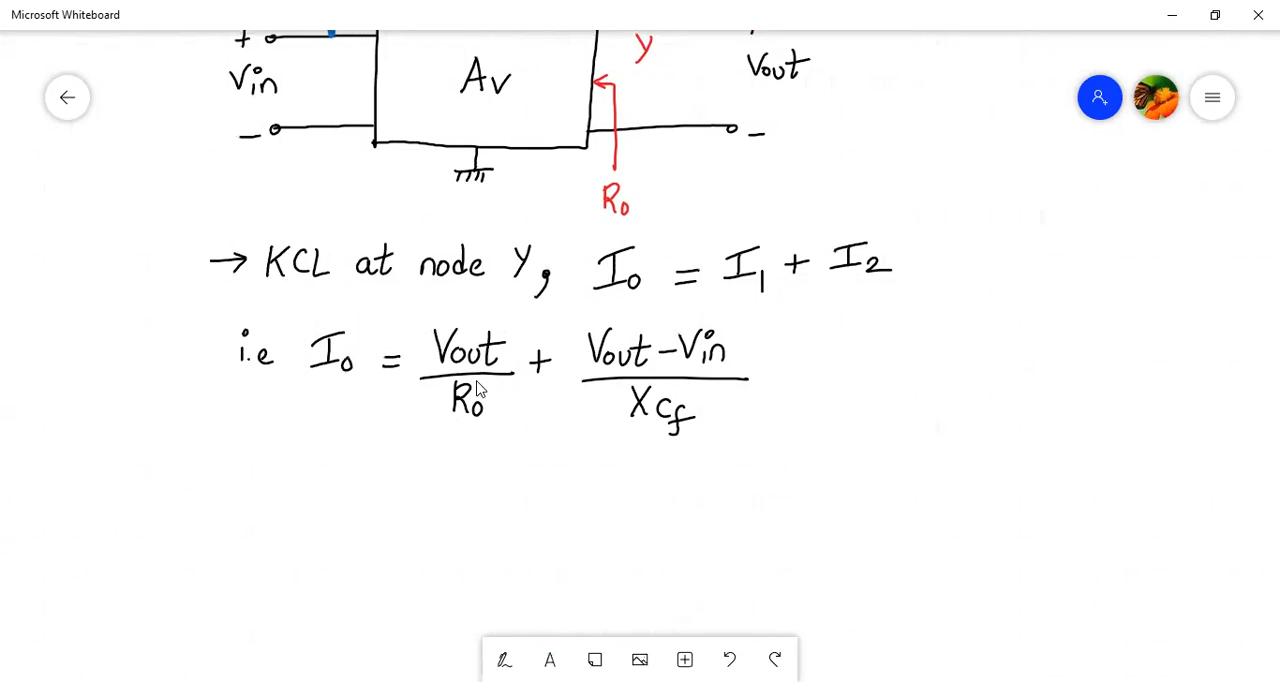 Microsoft Whiteboard
+
Vin
−
Av
y
Vout
−
Ro
→ KCL at node y, Io = I1 + I2
i.e Io = Vout/Ro + Vout − Vin/XCf
A